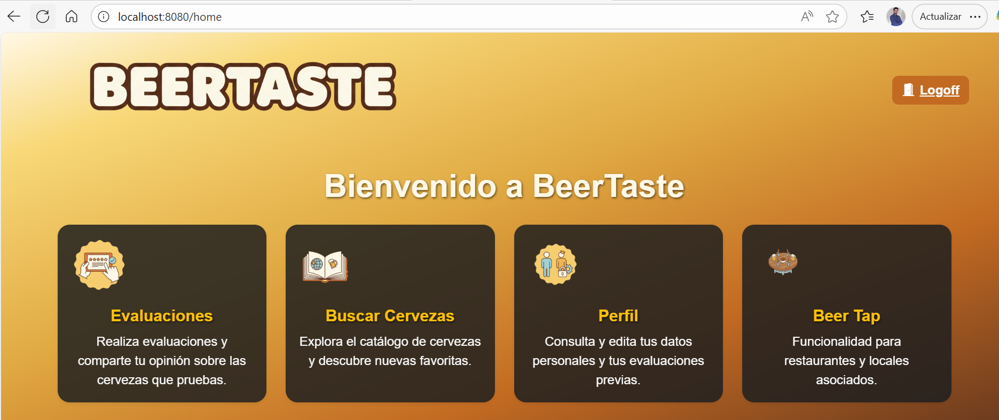 localhost:8080/home
A
Actualizar
BEERTASTE
Logoff
Bienvenido a BeerTaste
Evaluaciones
Realiza evaluaciones y
comparte tu opinión sobre las
cervezas que pruebas.
Buscar Cervezas
Explora el catálogo de cervezas
y descubre nuevas favoritas.
Perfil
Consulta y edita tus datos
personales y tus evaluaciones
previas.
Beer Tap
Funcionalidad para
restaurantes y locales
asociados.